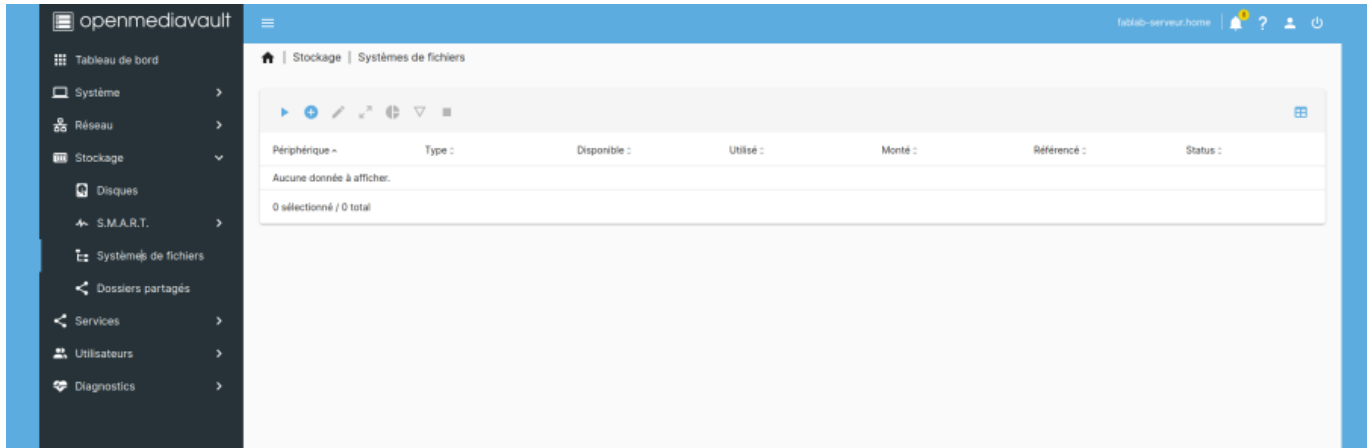 openmediavault
fablab-serveur.home
?
Tableau de bord
Stockage | Systèmes de fichiers
Système
Réseau
Stockage
Périphérique Type Disponible Utilisé Monté Référencé Status
Aucune donnée à afficher.
Disques
0 sélectionné / 0 total
S.M.A.R.T.
Systèmes de fichiers
Dossiers partagés
Services
Utilisateurs
Diagnostics